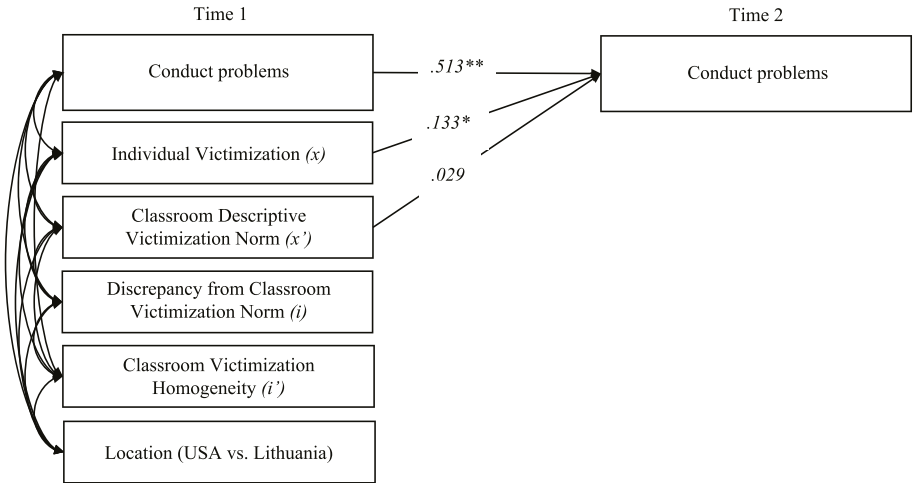 Time 1
Time 2
Conduct problems
.513**
Conduct problems
.133*
Individual Victimization (x)
.029
Classroom Descriptive
Victimization Norm (x’)
Discrepancy from Classroom
Victimization Norm (i)
Classroom Victimization
Homogeneity (i’)
Location (USA vs. Lithuania)